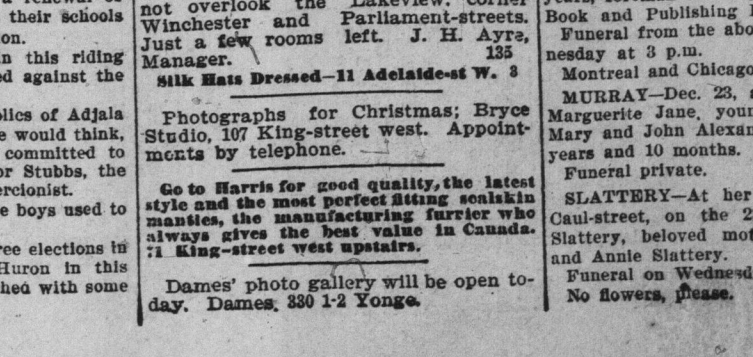 their schools
on.
n this riding
ed against the
lics of Adjala
e would think,
committed to
or Stubbs, the
ercionist.
e boys used to
ree elections in
Huron in this
hed with some
not overlook the Lakeview, corner
Winchester and Parliament-streets.
Just a few rooms left. J. H. Ayre,
Manager. 135
Silk Hats Dressed—11 Adelaide-st W. 3
Photographs for Christmas; Bryce
Studio, 107 King-street west. Appoint-
ments by telephone.
Go to Harris for good quality, the latest
style and the most perfect fitting sealskin
mantles, the manufacturing furrier who
always gives the best value in Canada.
71 King-street west upstairs.
Dames' photo gallery will be open to-
day. Dames, 330 1-2 Yonge.
Book and Publishing
Funeral from the abo
nesday at 3 p.m.
Montreal and Chicago
MURRAY—Dec. 23, a
Marguerite Jane, your
Mary and John Alexan
years and 10 months.
Funeral private.
SLATTERY—At her
Caul-street, on the 2
Slattery, beloved mot
and Annie Slattery.
Funeral on Wednesd
No flowers, please.